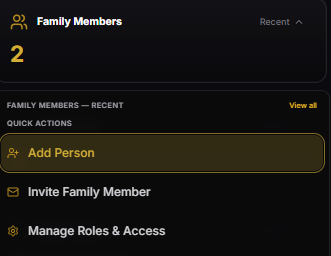 Family Members
Recent
2
FAMILY MEMBERS — RECENT
View all
QUICK ACTIONS
Add Person
Invite Family Member
Manage Roles & Access